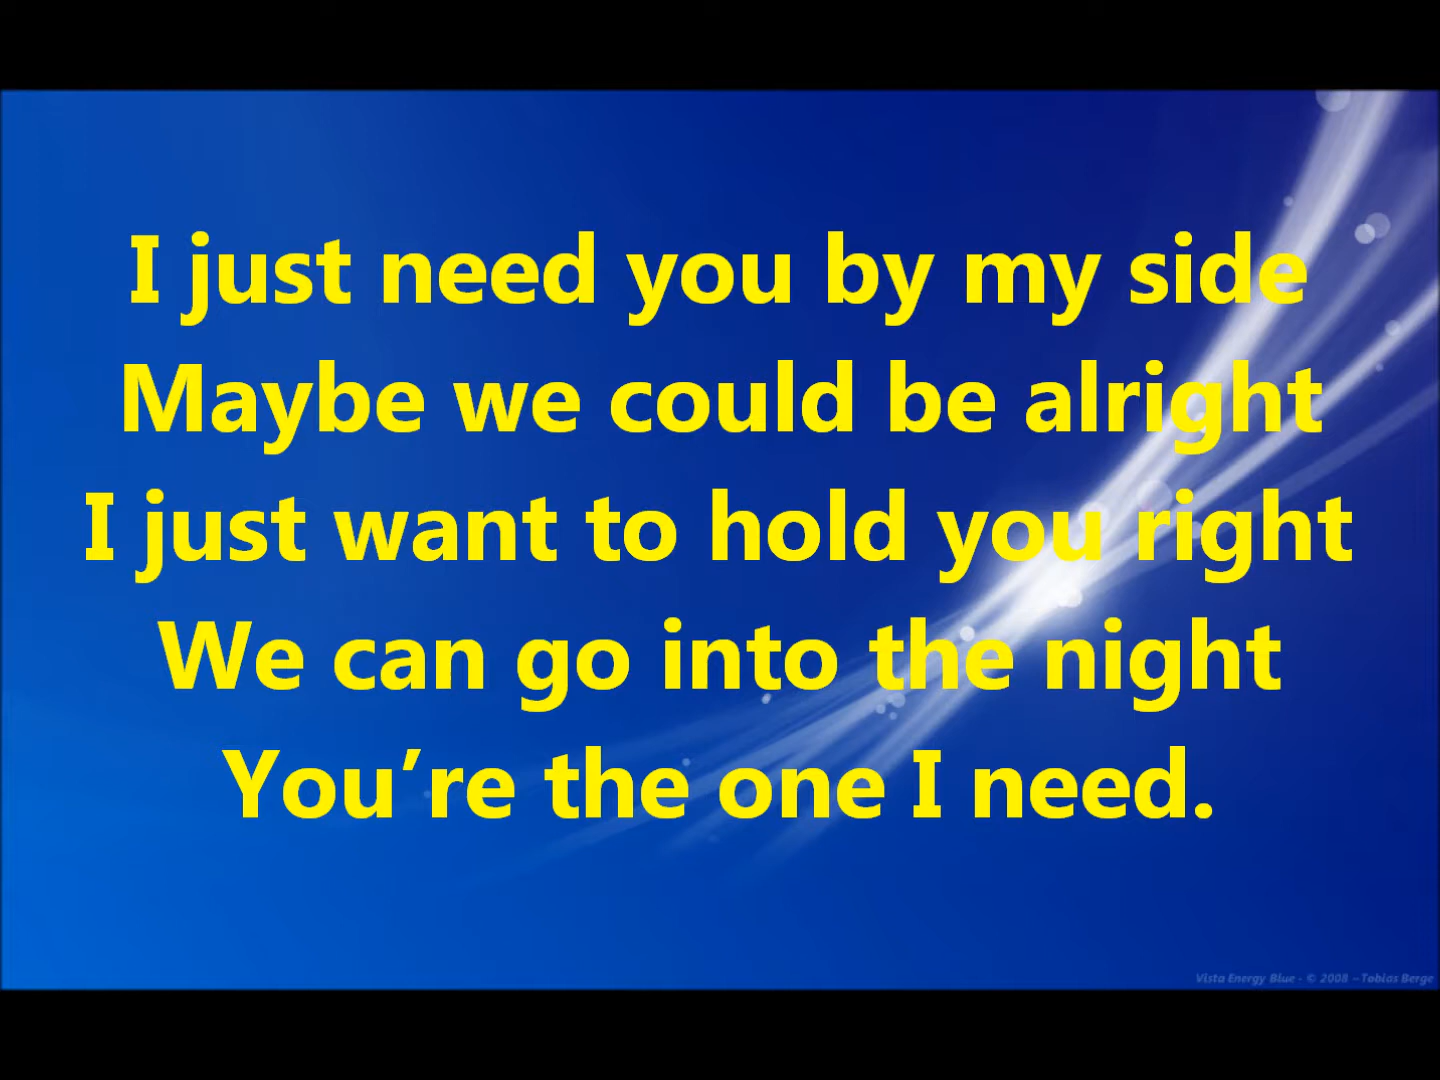 I just need you by my side
Maybe we could be alright
I just want to hold you right
We can go into the night
You’re the one I need.
Vista Energy Blue - © 2008 – Tobias Berge